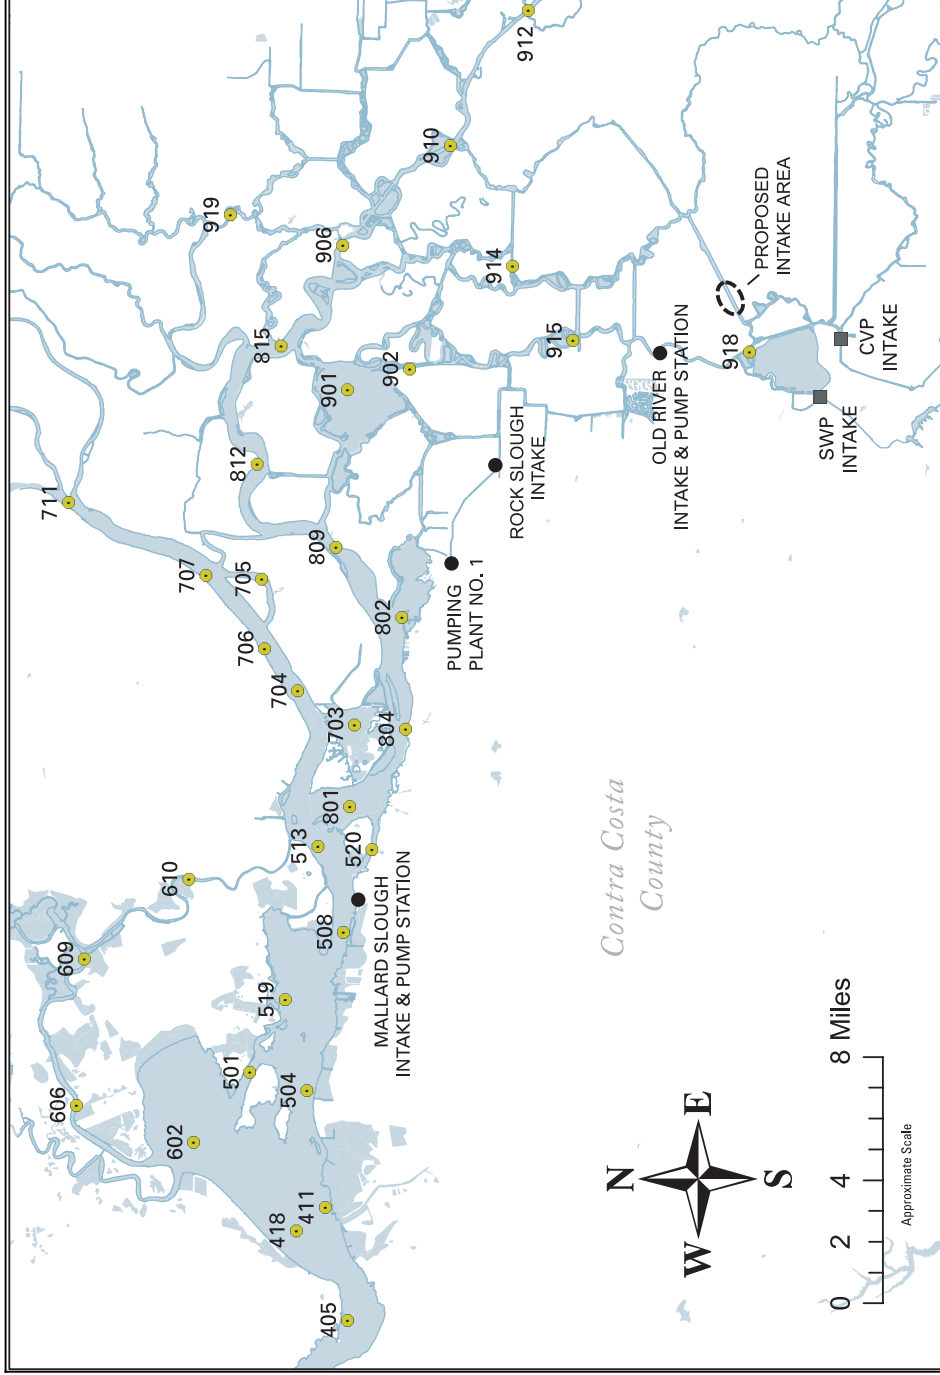 912
910
919
906
914
PROPOSED
INTAKE AREA
815
901
902
915
918
OLD RIVER
INTAKE & PUMP STATION
CVP
INTAKE
SWP
INTAKE
812
ROCK SLOUGH
INTAKE
711
809
707
705
802
PUMPING
PLANT NO. 1
706
704
703
804
801
513
520
610
508
MALLARD SLOUGH
INTAKE & PUMP STATION
609
519
501
504
606
602
411
418
405
Contra Costa
County
N
W
E
S
0 2 4 8 Miles
Approximate Scale